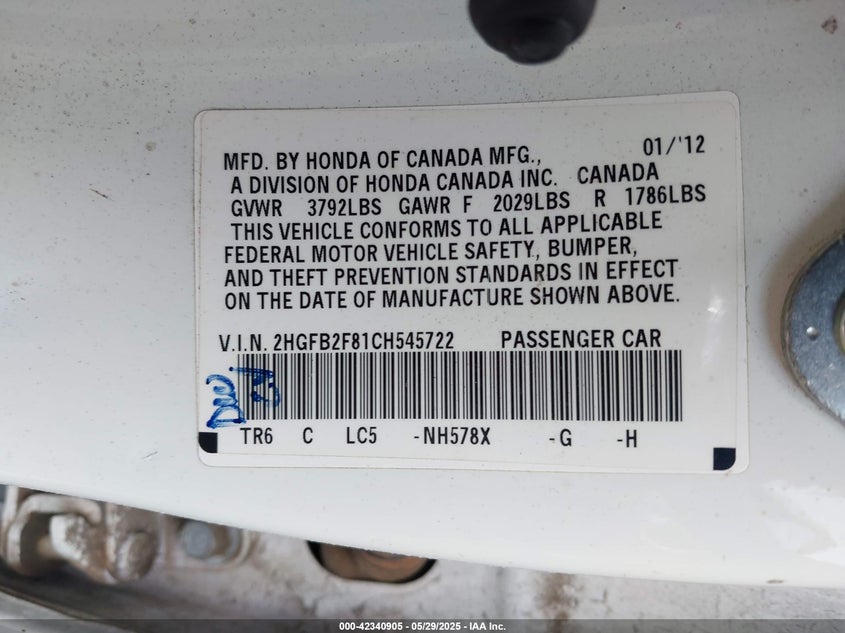 MFD. BY HONDA OF CANADA MFG., 01/'12
A DIVISION OF HONDA CANADA INC. CANADA
GVWR 3792LBS GAWR F 2029LBS R 1786LBS
THIS VEHICLE CONFORMS TO ALL APPLICABLE
FEDERAL MOTOR VEHICLE SAFETY, BUMPER,
AND THEFT PREVENTION STANDARDS IN EFFECT
ON THE DATE OF MANUFACTURE SHOWN ABOVE.
V.I.N. 2HGFB2F81CH545722 PASSENGER CAR
TR6 C LC5 -NH578X -G -H
000-42340905 - 05/29/2025 - IAA Inc.